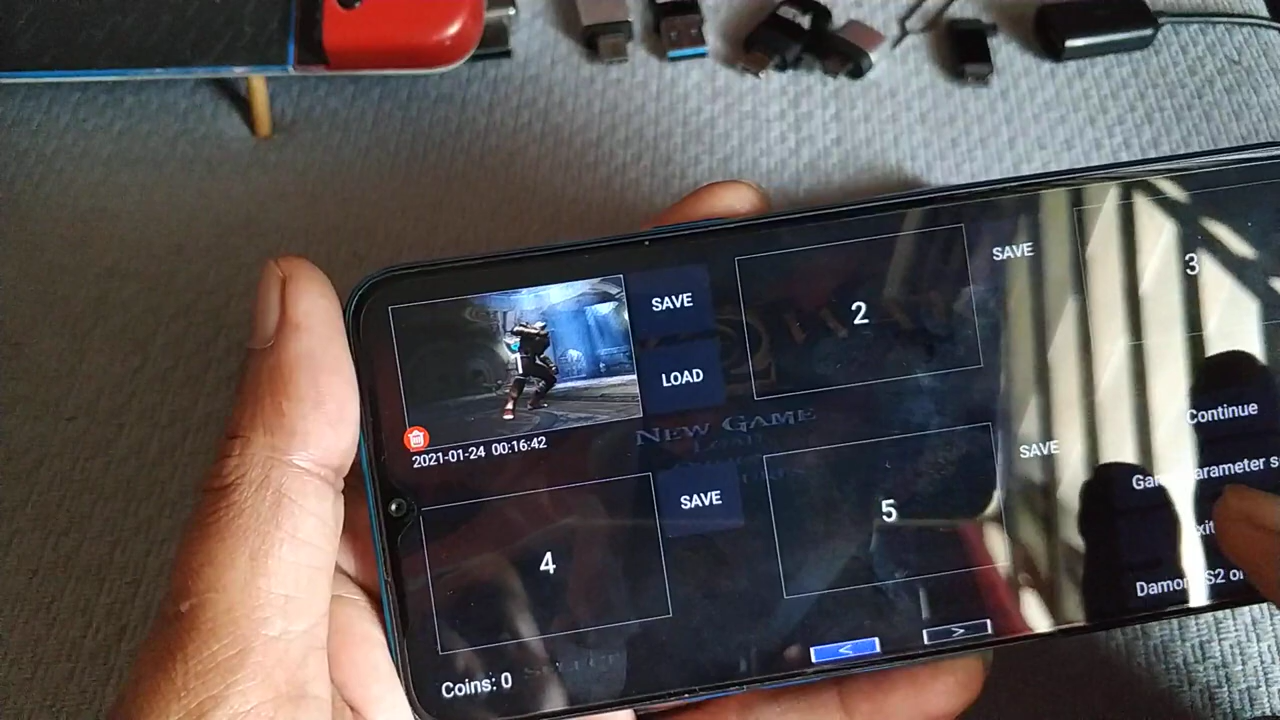 SAVE
2
SAVE
3
LOAD
2021-01-24 00:16:42
NEW GAME
Continue
4
SAVE
5
SAVE
< >
Coins: 0